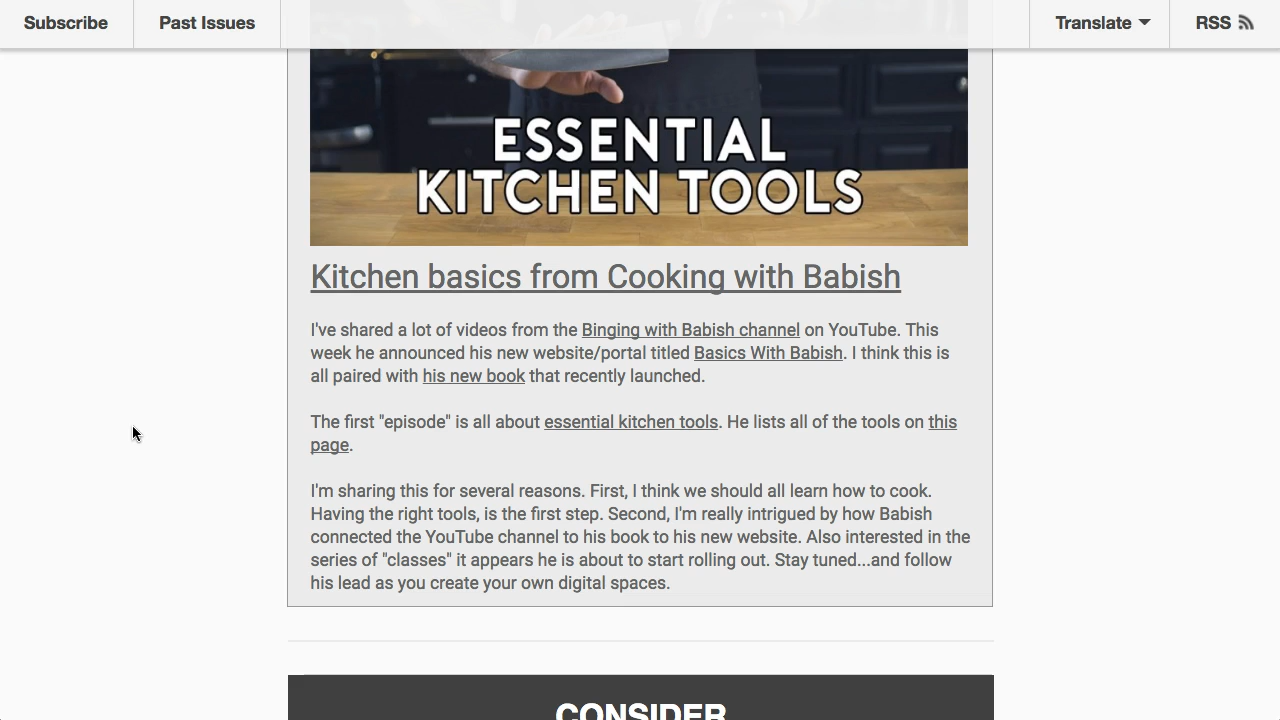 Subscribe
Past Issues
Translate
RSS
ESSENTIAL
KITCHEN TOOLS
Kitchen basics from Cooking with Babish
I've shared a lot of videos from the Binging with Babish channel on YouTube. This
week he announced his new website/portal titled Basics With Babish. I think this is
all paired with his new book that recently launched.
The first "episode" is all about essential kitchen tools. He lists all of the tools on this
page.
I'm sharing this for several reasons. First, I think we should all learn how to cook.
Having the right tools, is the first step. Second, I'm really intrigued by how Babish
connected the YouTube channel to his book to his new website. Also interested in the
series of "classes" it appears he is about to start rolling out. Stay tuned...and follow
his lead as you create your own digital spaces.
CONSIDER